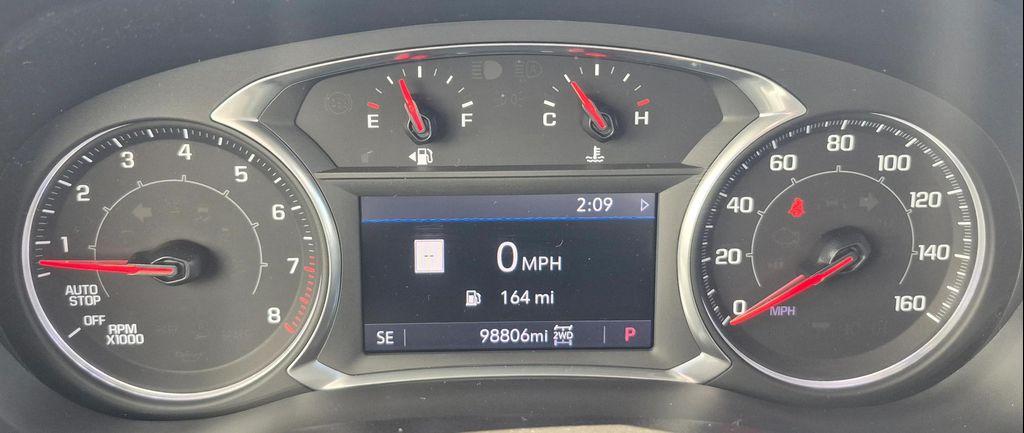 E
F
C
H
1
2
3
4
5
6
7
8
AUTO
STOP
OFF
RPM
X1000
2:09
--
0 MPH
164 mi
SE
98806mi
2WD
P
0
20
40
60
80
100
120
140
160
MPH